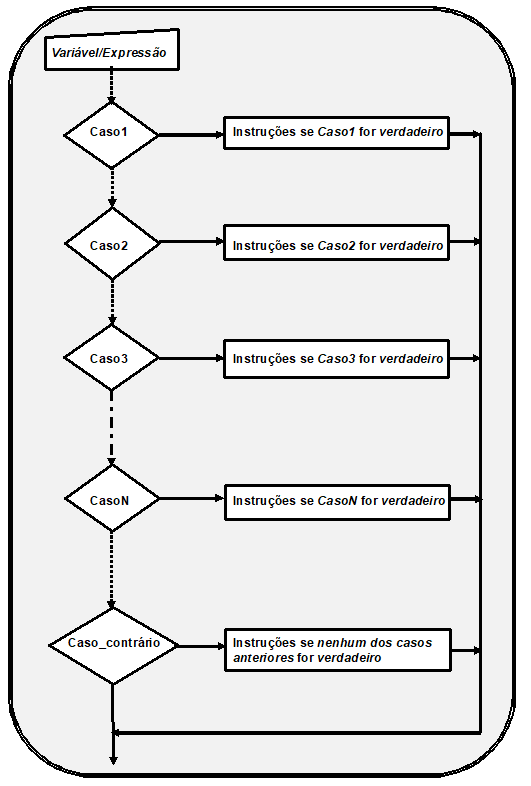 Variável/Expressão
Caso1
Instruções se Caso1 for verdadeiro
Caso2
Instruções se Caso2 for verdadeiro
Caso3
Instruções se Caso3 for verdadeiro
CasoN
Instruções se CasoN for verdadeiro
Caso_contrário
Instruções se nenhum dos casos
anteriores for verdadeiro